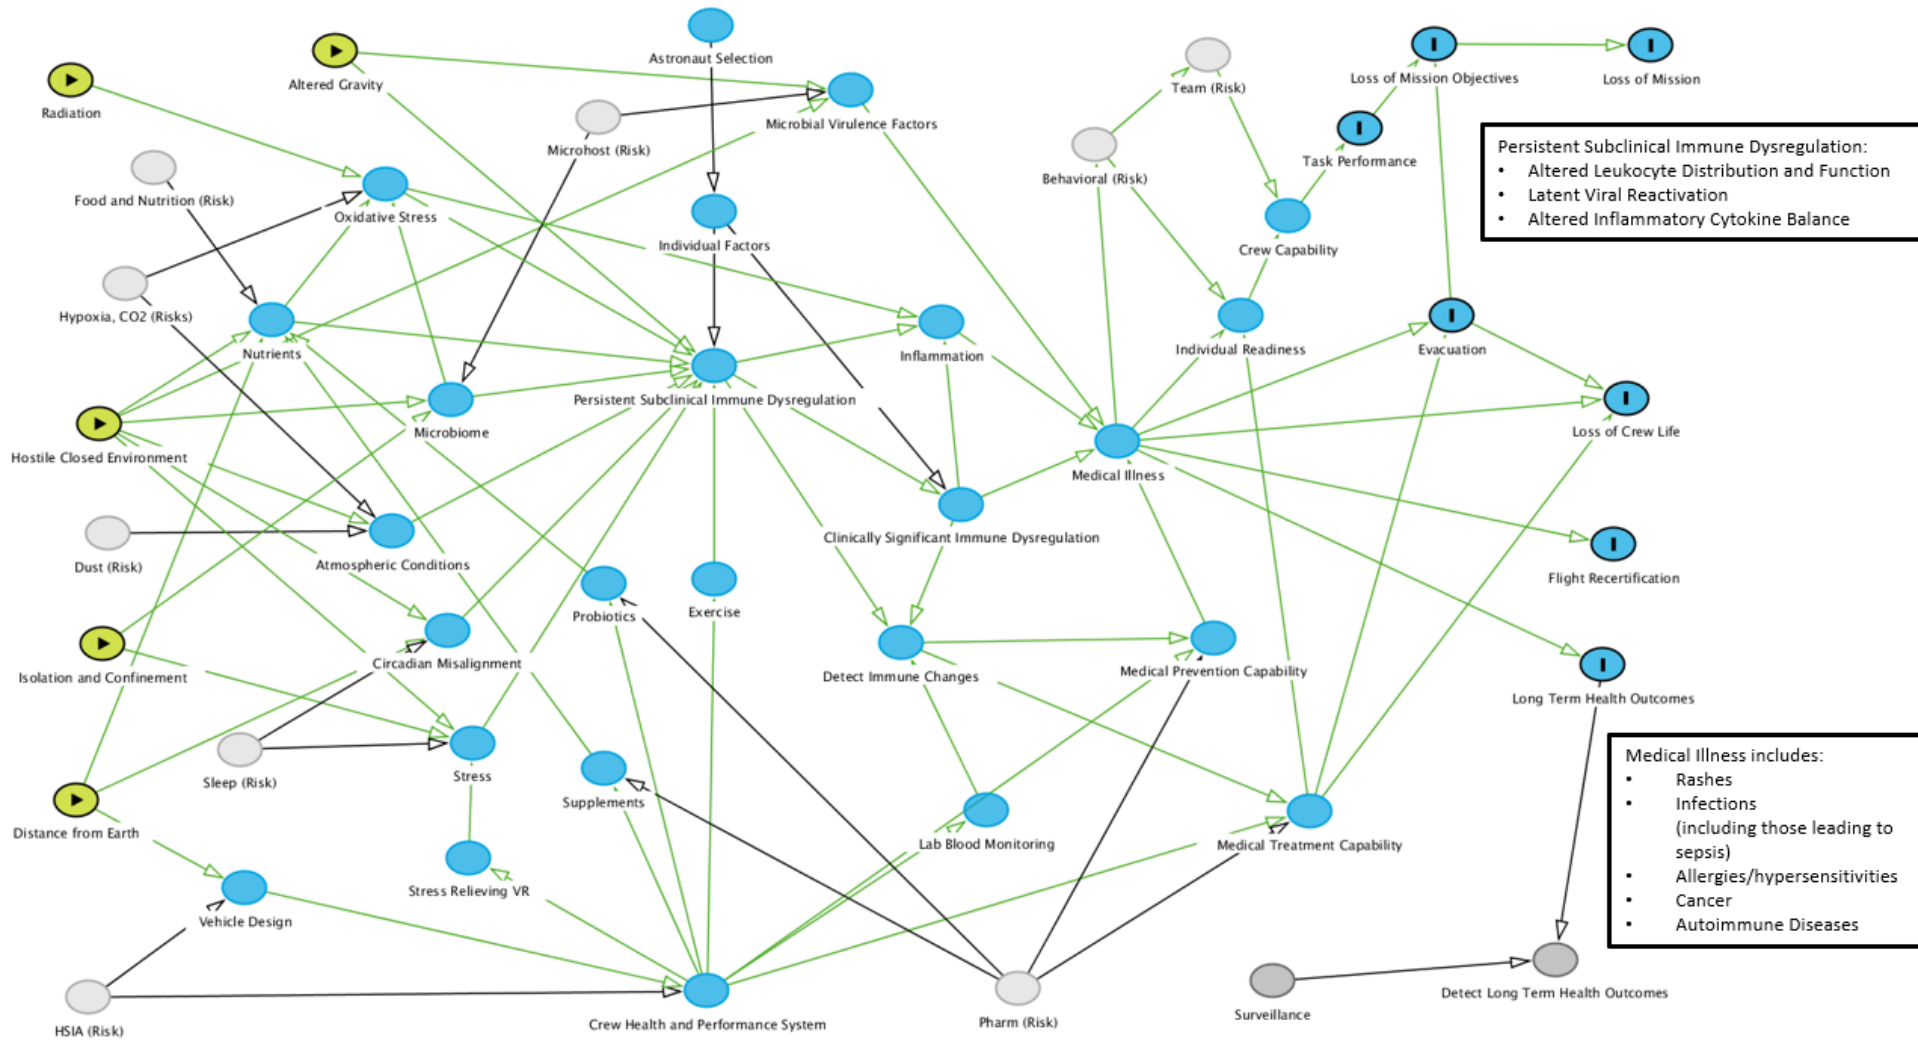 Astronaut Selection
Altered Gravity
Radiation
Team (Risk)
Loss of Mission Objectives
Loss of Mission
Microbial Virulence Factors
Microhost (Risk)
Task Performance
Behavioral (Risk)
Food and Nutrition (Risk)
Oxidative Stress
Individual Factors
Crew Capability
Persistent Subclinical Immune Dysregulation:
• Altered Leukocyte Distribution and Function
• Latent Viral Reactivation
• Altered Inflammatory Cytokine Balance
Hypoxia, CO2 (Risks)
Nutrients
Inflammation
Individual Readiness
Evacuation
Persistent Subclinical Immune Dysregulation
Microbiome
Loss of Crew Life
Hostile Closed Environment
Medical Illness
Clinically Significant Immune Dysregulation
Dust (Risk)
Atmospheric Conditions
Flight Recertification
Probiotics
Exercise
Isolation and Confinement
Circadian Misalignment
Detect Immune Changes
Medical Prevention Capability
Long Term Health Outcomes
Sleep (Risk)
Stress
Supplements
Distance from Earth
Lab Blood Monitoring
Medical Treatment Capability
Medical Illness includes:
• Rashes
• Infections
(including those leading to
sepsis)
• Allergies/hypersensitivities
• Cancer
• Autoimmune Diseases
Stress Relieving VR
Vehicle Design
HSIA (Risk)
Crew Health and Performance System
Pharm (Risk)
Surveillance
Detect Long Term Health Outcomes